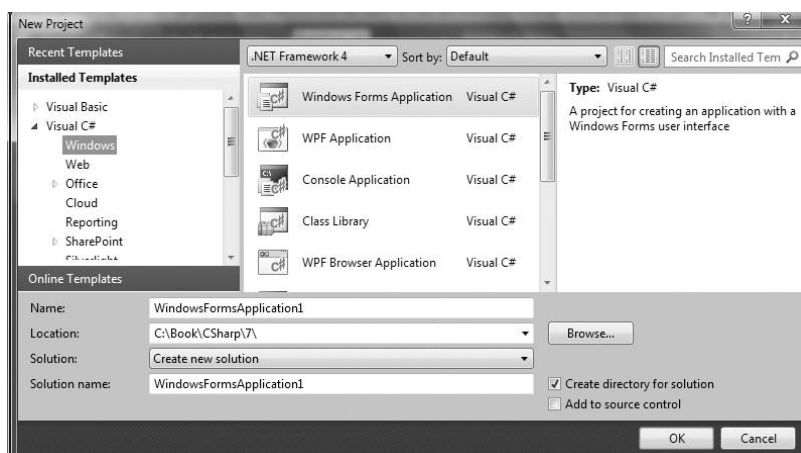 New Project
Recent Templates
Installed Templates
Visual Basic
Visual C#
Windows
Web
Office
Cloud
Reporting
SharePoint
Silverlight
Online Templates
.NET Framework 4
Sort by: Default
Search Installed Tem
Windows Forms Application Visual C#
WPF Application Visual C#
Console Application Visual C#
Class Library Visual C#
WPF Browser Application Visual C#
Type: Visual C#
A project for creating an application with a
Windows Forms user interface
Name: WindowsFormsApplication1
Location: C:\Book\CSharp\7\
Browse...
Solution: Create new solution
Solution name: WindowsFormsApplication1
Create directory for solution
Add to source control
OK Cancel